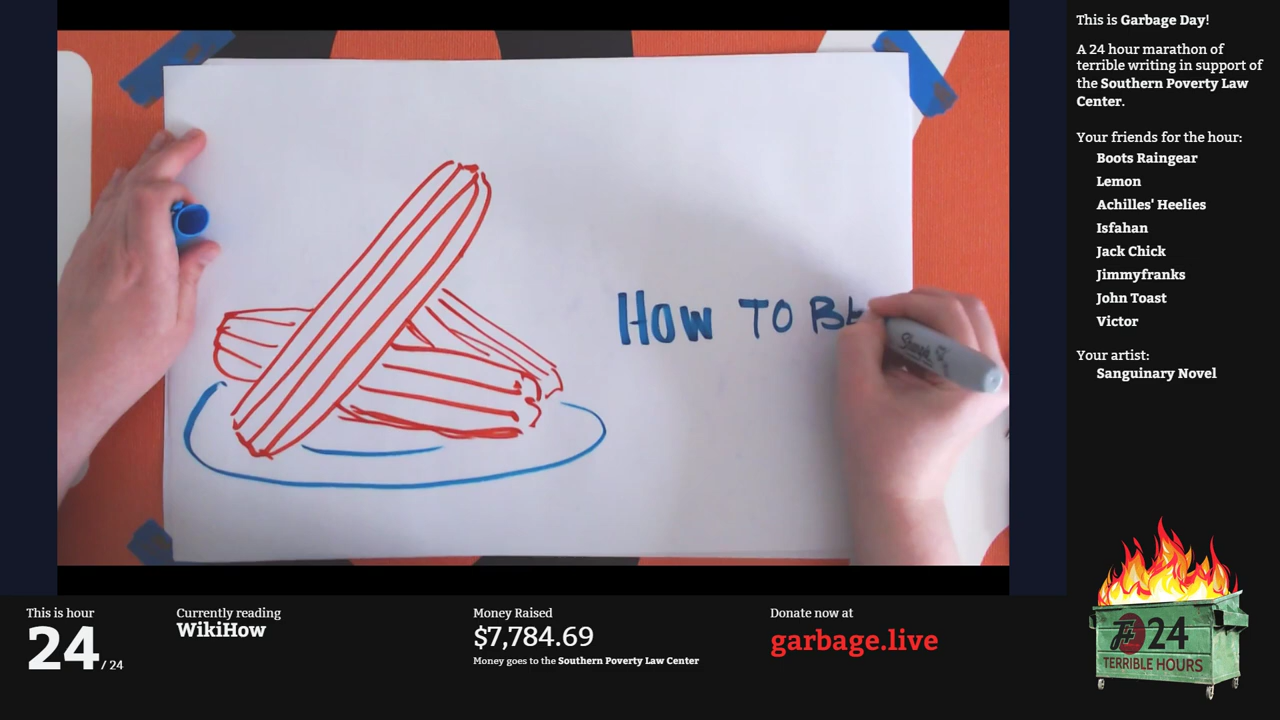 This is Garbage Day!
A 24 hour marathon of
terrible writing in support of
the Southern Poverty Law
Center.
Your friends for the hour:
Boots Raingear
Lemon
Achilles' Heelies
Isfahan
Jack Chick
Jimmyfranks
John Toast
Victor
Your artist:
Sanguinary Novel
HOW TO BE
Sharpie
This is hour
24 / 24
Currently reading
WikiHow
Money Raised
$7,784.69
Money goes to the Southern Poverty Law Center
Donate now at
garbage.live
24
TERRIBLE HOURS